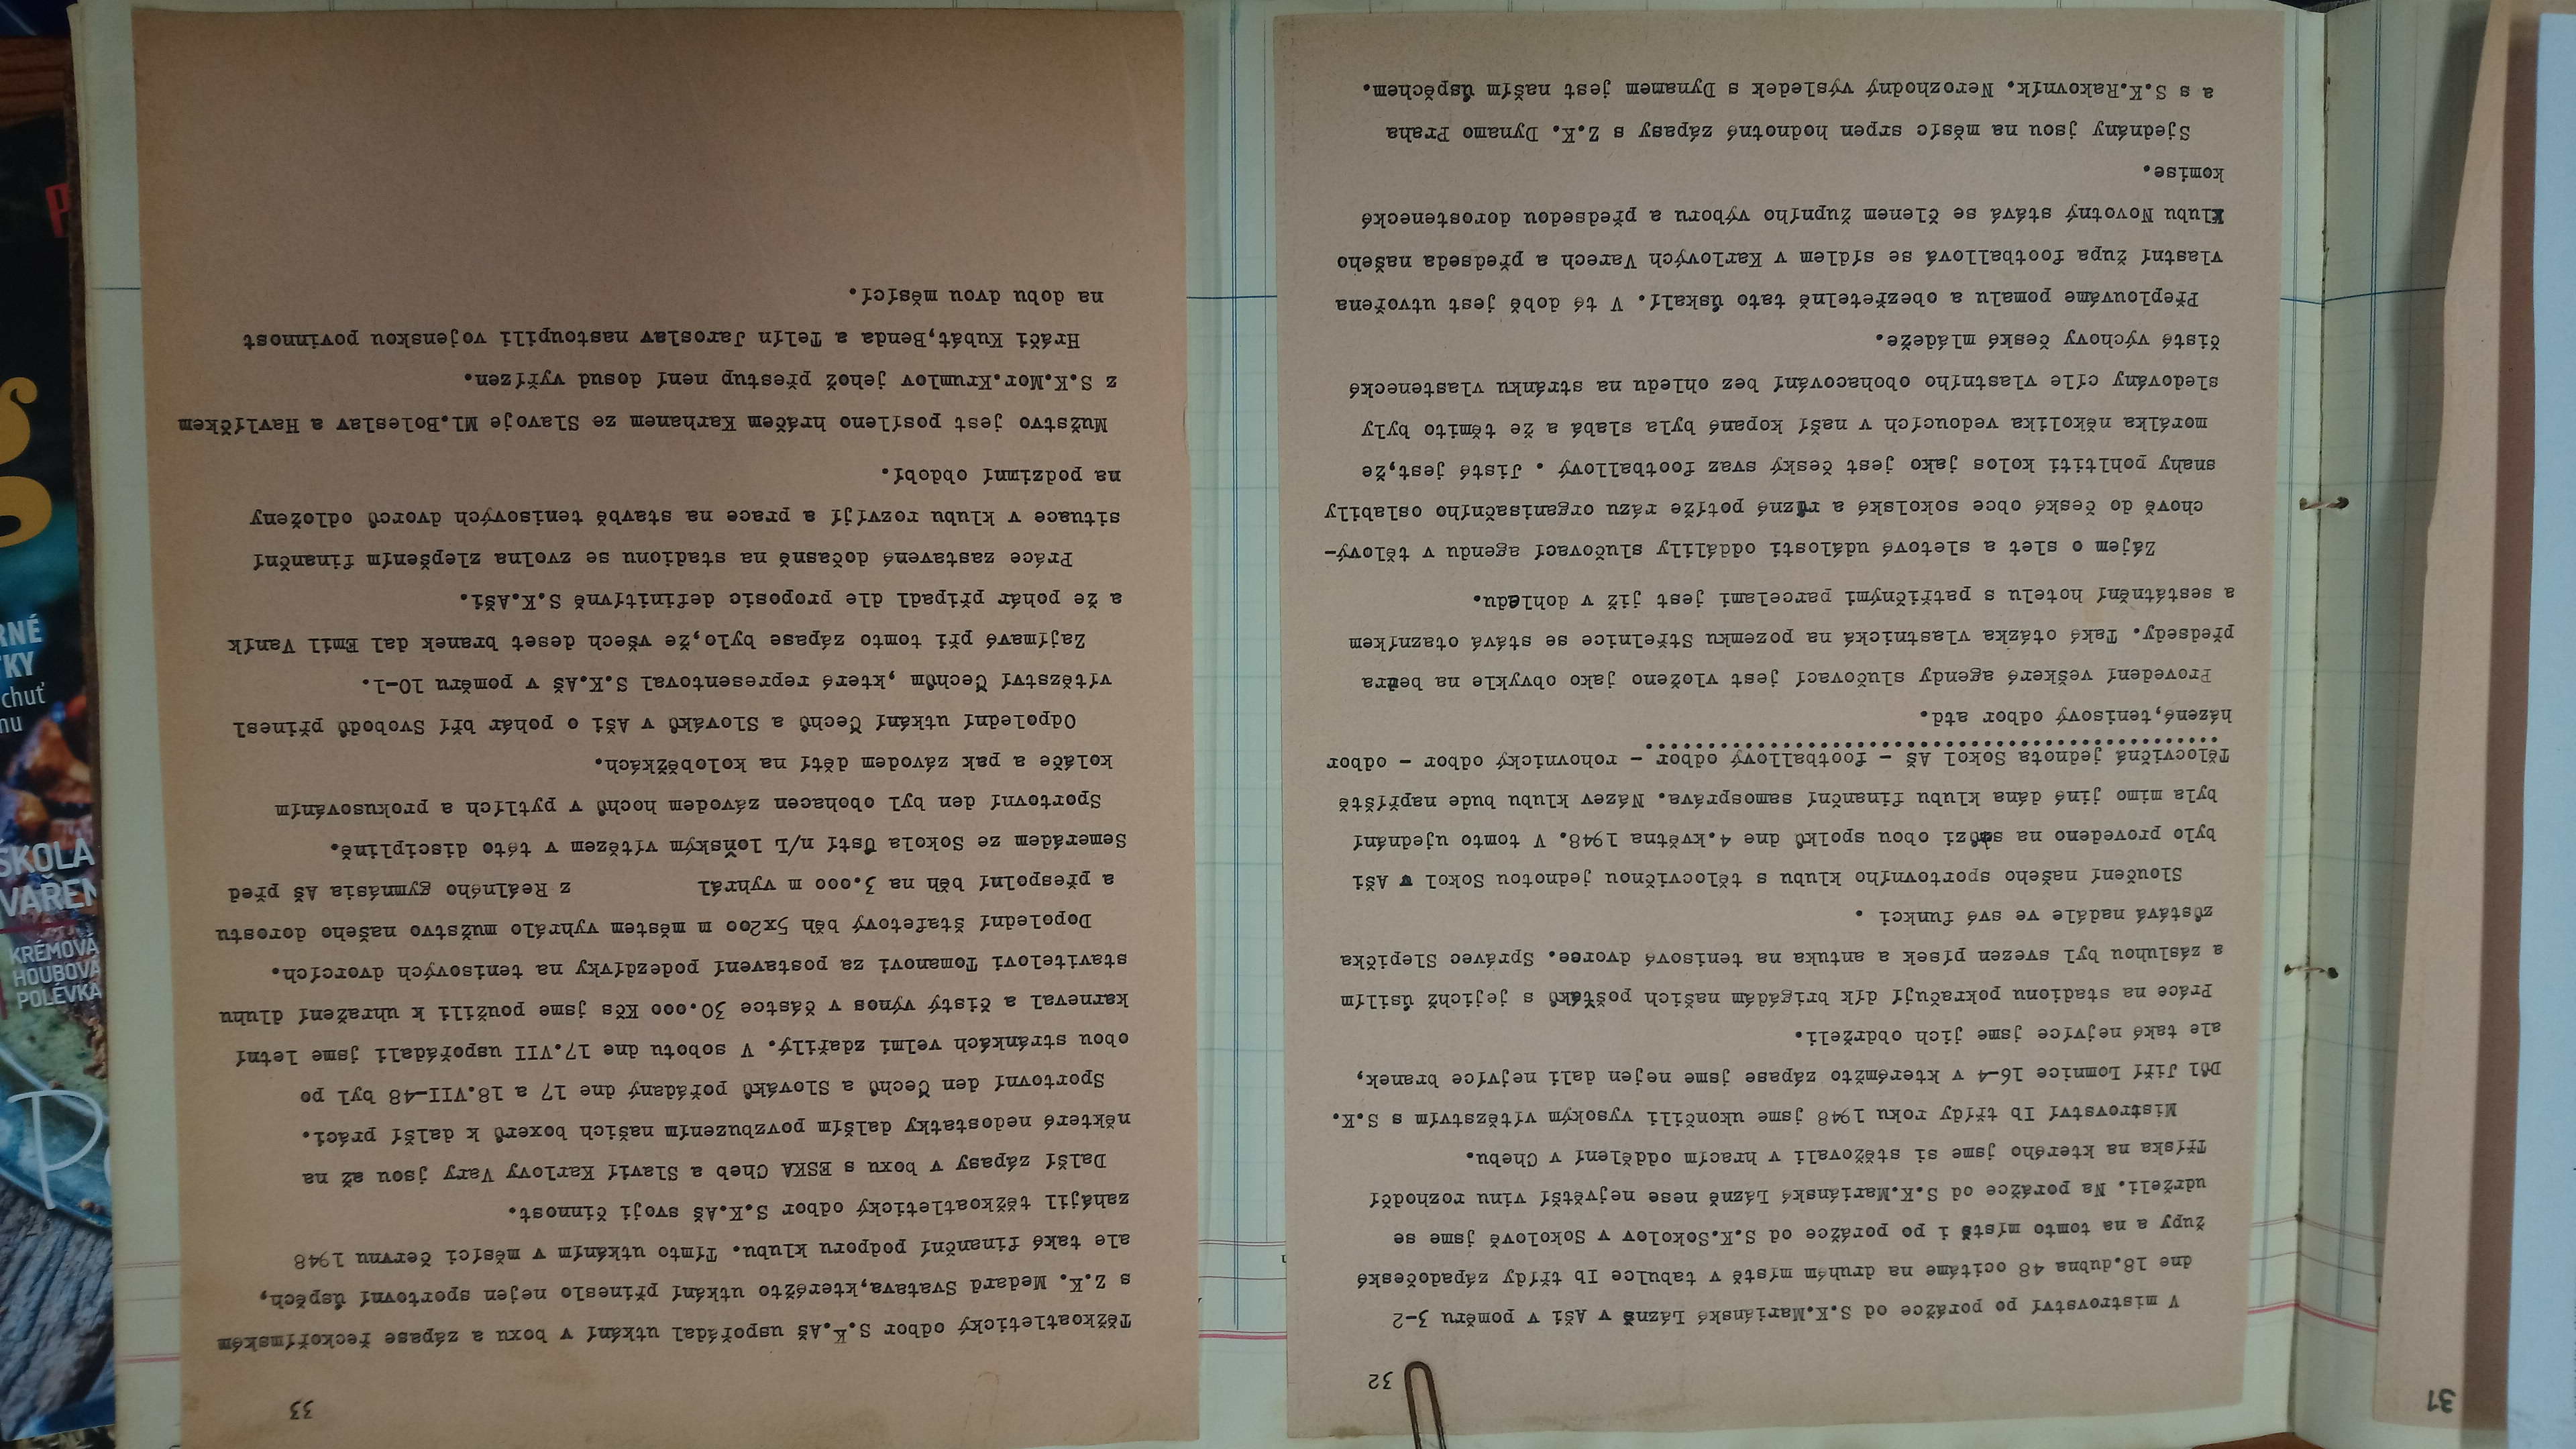 32
V mistrovství po porážce od S.K.Mariánské Lázně v Aši v poměru 3-2
dne 18.dubna 48 ocitáme na druhém místě v tabulce Ib třídy západočeské
župy a na tomto místě i po porážce od S.K.Sokolov v Sokolově jsme se
udrželi. Na porážce od S.K.Mariánské Lázně nese největší vinu rozhodčí
Tříska na kterého jsme si stěžovali v hracím oddělení v Chebu.
Mistrovství Ib třídy roku 1948 jsme ukončili vysokým vítězstvím s S.K.
Důl Jiří Lomnice 16-4 v kterémžto zápase jsme nejen dali nejvíce branek,
ale také nejvíce jsme jich obdrželi.
Práce na stadionu pokračují dík brigádám našich pošťáků s jejichž úsilím
a zásluhou byl svezen písek a antuka na tenisové dvorce. Správec Slepička
zůstává nadále ve své funkci .
Sloučení našeho sportovního klubu s tělocvičnou jednotou Sokol v Aši
bylo provedeno na schůzi obou spolků dne 4.května 1948. V tomto ujednání
byla mimo jiné dána klubu finanční samospráva. Název klubu bude napříště
Tělocvičná jednota Sokol Aš - footballový odbor - rohovnický odbor - odbor
házené,tenisový odbor atd.
Provedení veškeré agendy slučovací jest vloženo jako obvykle na bedra
předsedy. Také otázka vlastnická na pozemku Střelnice se stává otazníkem
a sestátnění hotelu s patřičnými parcelami jest již v dohledu.
Zájem o slet a sletové události oddálily slučovací agendu v tělový-
chově do české obce sokolské a různé potíže rázu organisačního oslabily
snahy pohltiti kolos jako jest český svaz footballový . Jisté jest,že
morálka několika vedoucích v naší kopané byla slabá a že těmito byly
sledovány cíle vlastního obohacování bez ohledu na stránku vlastenecké
čisté výchovy české mládeže.
Přeplouváme pomalu a obezřetelně tato úskalí. V té době jest utvořena
vlastní župa footballová se sídlem v Karlových Varech a předseda našeho
klubu Novotný stává se členem župního výboru a předsedou dorostenecké
komise.
Sjednány jsou na měsíc srpen hodnotné zápasy s Z.K. Dynamo Praha
a s S.K.Rakovník. Nerozhodný výsledek s Dynamem jest naším úspěchem.
33
Těžkoatletický odbor S.K.Aš uspořádal utkání v boxu a zápase řeckořímském
s Z.K. Medard Svatava,kteréžto utkání přineslo nejen sportovní úspěch,
ale také finanční podporu klubu. Tímto utkáním v měsíci červnu 1948
zahájil těžkoatletický odbor S.K.Aš svoji činnost.
Další zápasy v boxu s ESKA Cheb a Slavií Karlovy Vary jsou až na
některé nedostatky dalším povzbuzením našich boxerů k další práci.
Sportovní den Čechů a Slováků pořádaný dne 17 a 18.VII-48 byl po
obou stránkách velmi zdařilý. V sobotu dne 17.VII uspořádali jsme letní
karneval a čistý výnos v částce 30.000 Kčs jsme použili k uhražení dluhu
staviteloví Tomanovi za postavení podezdívky na tenisových dvorcích.
Dopolední štafetový běh 5x200 m městem vyhrálo mužstvo našeho dorostu
a přespolní běh na 3.000 m vyhrál z Reálného gymnásia Aš před
Semerádem ze Sokola Ústí n/L loňským vítězem v této disciplině.
Sportovní den byl obohacen závodem hochů v pytlích a prokusováním
koláče a pak závodem dětí na koloběžkách.
Odpolední utkání Čechů a Slováků v Aši o pohár bří Svobodů přinesl
vítězství Čechům ,které representoval S.K.Aš v poměru 10-1.
Zajímavé při tomto zápase bylo,že všech deset branek dal Emil Vaník
a že pohár připadl dle proposic definitivně S.K.Aši.
Práce zastavené dočasně na stadionu se zvolna zlepšením finanční
situace v klubu rozvíjí a prace na stavbě tenisových dvorců odloženy
na podzimní období.
Mužstvo jest posíleno hráčem Karhanem ze Slavoje Ml.Boleslav a Havlíčkem
z S.K.Mor.Krumlov jehož přestup není dosud vyřízen.
Hráči Kubát,Benda a Telín Jaroslav nastoupili vojenskou povinnost
na dobu dvou měsíců.
31
ŠKOLA
KRÉMOVÁ
HOUBOVÁ
POLÉVKA